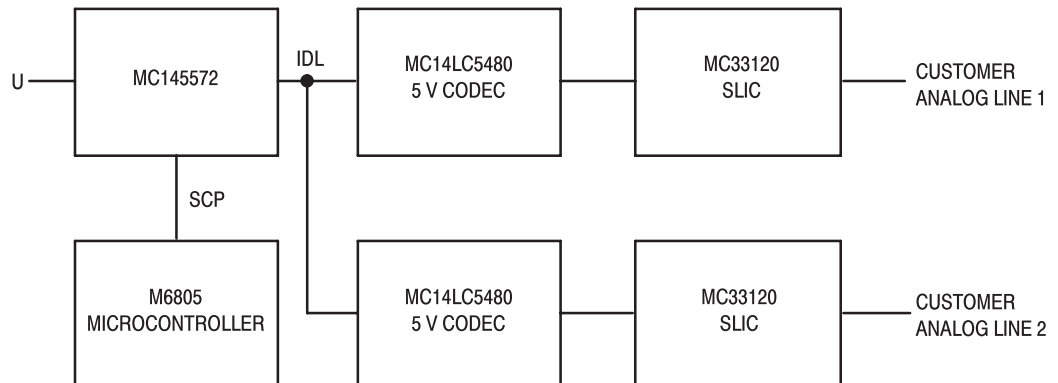 U
MC145572
IDL
MC14LC5480
5 V CODEC
MC33120
SLIC
CUSTOMER
ANALOG LINE 1
SCP
M6805
MICROCONTROLLER
MC14LC5480
5 V CODEC
MC33120
SLIC
CUSTOMER
ANALOG LINE 2